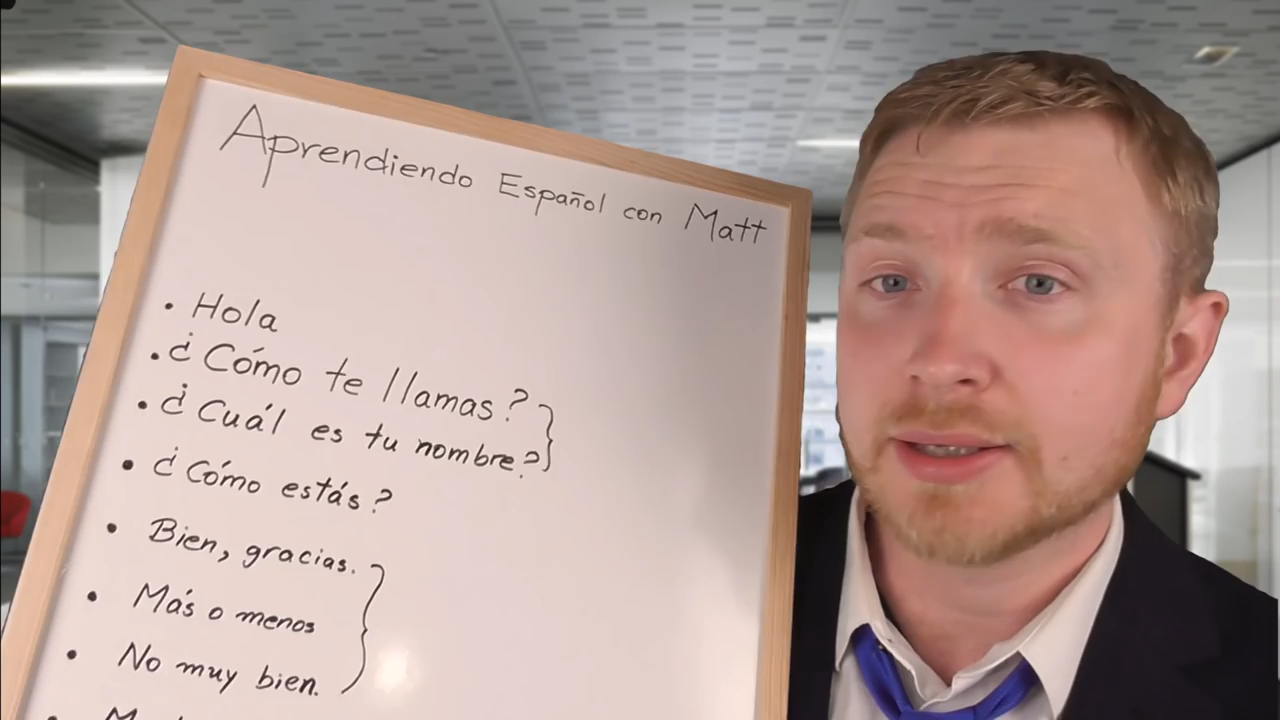 Aprendiendo Español con Matt
• Hola
• ¿Cómo te llamas?
• ¿Cuál es tu nombre?
• ¿Cómo estás?
• Bien, gracias.
• Más o menos
• No muy bien.